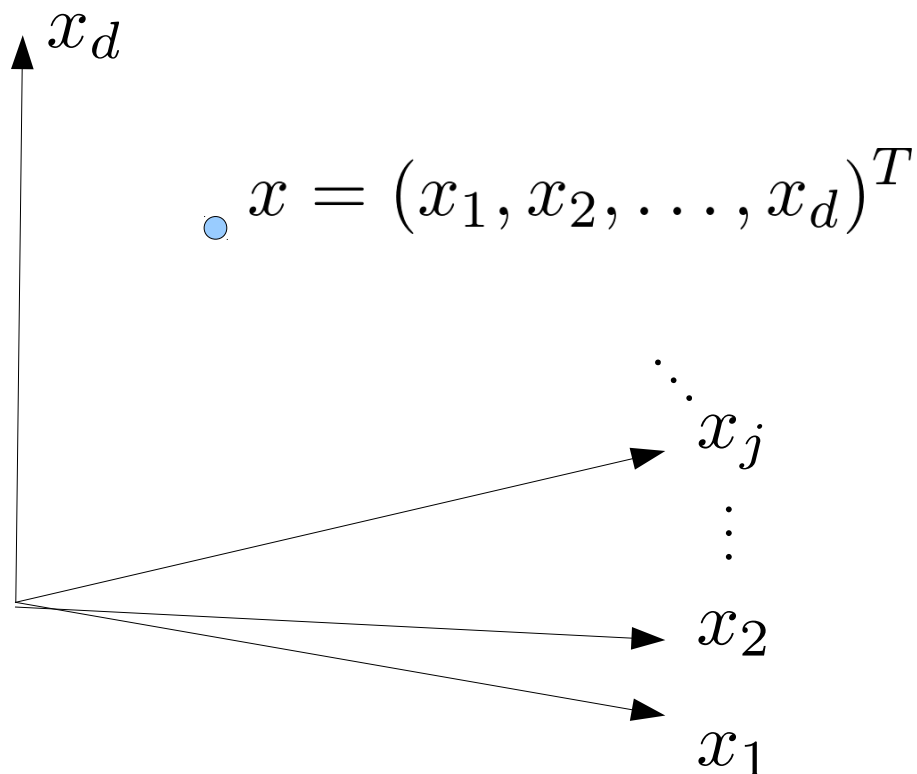 x_d
x = (x_1, x_2, . . . , x_d)^T
⋱
x_j
⋮
x_2
x_1